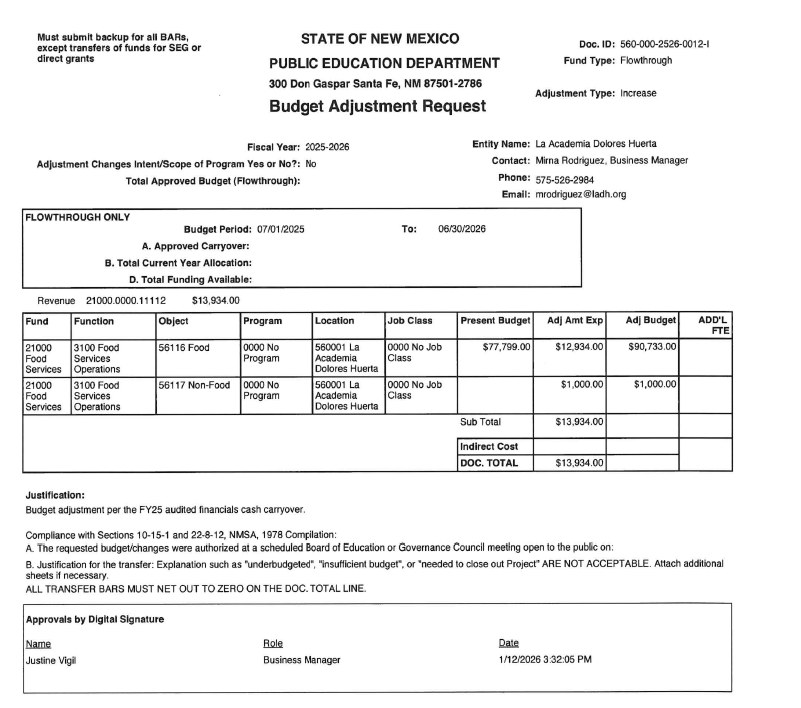 Must submit backup for all BARs,
except transfers of funds for SEG or
direct grants
STATE OF NEW MEXICO
PUBLIC EDUCATION DEPARTMENT
300 Don Gaspar Santa Fe, NM 87501-2786
Budget Adjustment Request
Doc. ID: 560-000-2526-0012-I
Fund Type: Flowthrough
Adjustment Type: Increase
Fiscal Year: 2025-2026
Adjustment Changes Intent/Scope of Program Yes or No?: No
Total Approved Budget (Flowthrough):
Entity Name: La Academia Dolores Huerta
Contact: Mirna Rodriguez, Business Manager
Phone: 575-526-2984
Email: mrodriguez@ladh.org
FLOWTHROUGH ONLY
Budget Period: 07/01/2025 To: 06/30/2026
A. Approved Carryover:
B. Total Current Year Allocation:
D. Total Funding Available:
Revenue 21000.0000.11112 $13,934.00
Fund Function Object Program Location Job Class Present Budget Adj Amt Exp Adj Budget ADD'L
FTE
21000 3100 Food 56116 Food 0000 No 560001 La 0000 No Job $77,799.00 $12,934.00 $90,733.00
Food Services Program Academia Class
Services Operations Dolores Huerta
21000 3100 Food 56117 Non-Food 0000 No 560001 La 0000 No Job $1,000.00 $1,000.00
Food Services Program Academia Class
Services Operations Dolores Huerta
Sub Total $13,934.00
Indirect Cost
DOC. TOTAL $13,934.00
Justification:
Budget adjustment per the FY25 audited financials cash carryover.
Compliance with Sections 10-15-1 and 22-8-12, NMSA, 1978 Compilation:
A. The requested budget/changes were authorized at a scheduled Board of Education or Governance Council meeting open to the public on:
B. Justification for the transfer: Explanation such as "underbudgeted", "insufficient budget", or "needed to close out Project" ARE NOT ACCEPTABLE. Attach additional
sheets if necessary.
ALL TRANSFER BARS MUST NET OUT TO ZERO ON THE DOC. TOTAL LINE.
Approvals by Digital Signature
Name Role Date
Justine Vigil Business Manager 1/12/2026 3:32:05 PM